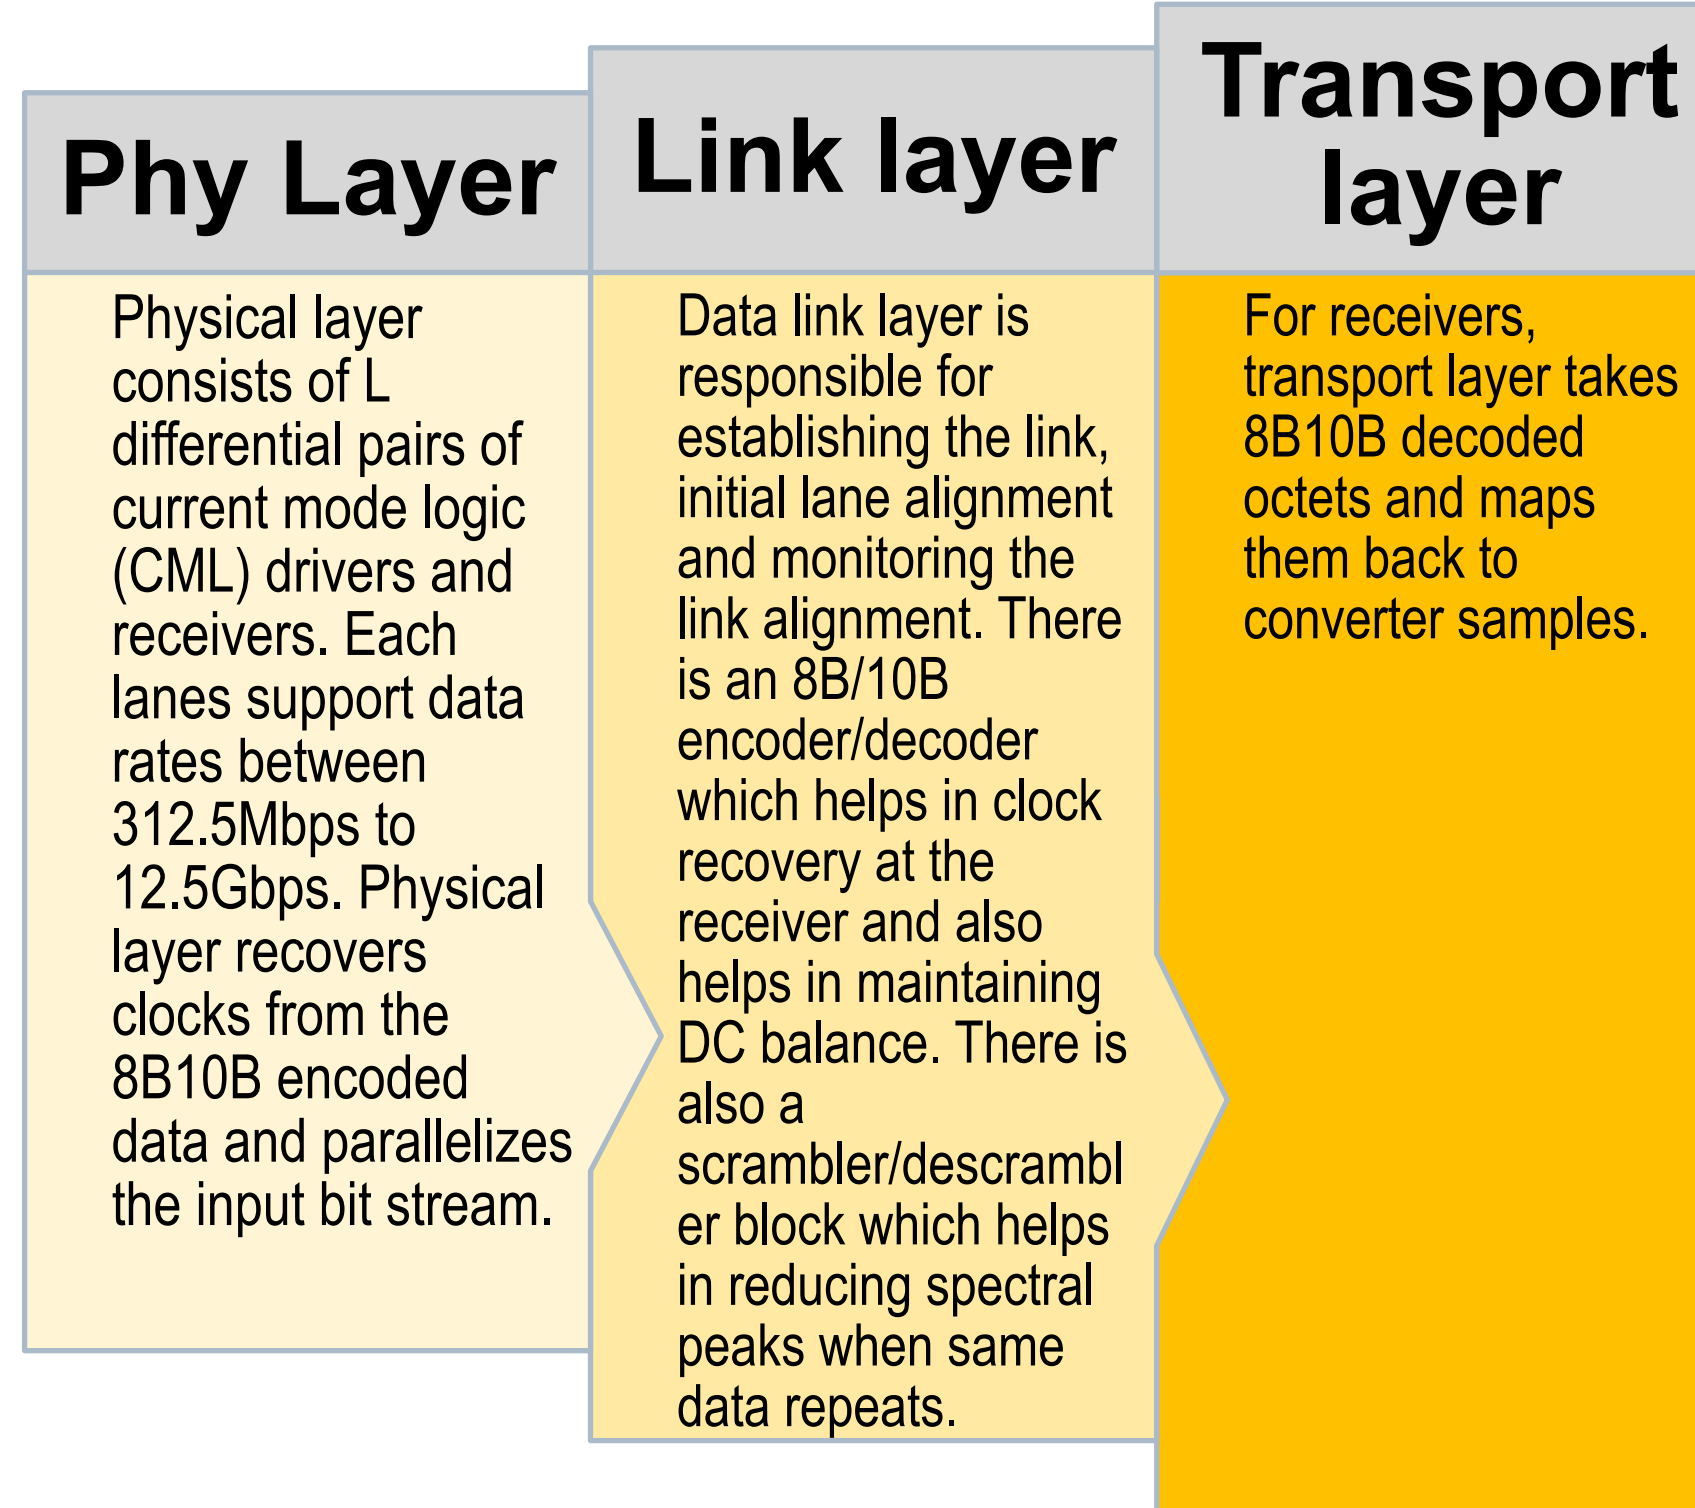 Phy Layer
Physical layer
consists of L
differential pairs of
current mode logic
(CML) drivers and
receivers. Each
lanes support data
rates between
312.5Mbps to
12.5Gbps. Physical
layer recovers
clocks from the
8B10B encoded
data and parallelizes
the input bit stream.
Link layer
Data link layer is
responsible for
establishing the link,
initial lane alignment
and monitoring the
link alignment. There
is an 8B/10B
encoder/decoder
which helps in clock
recovery at the
receiver and also
helps in maintaining
DC balance. There is
also a
scrambler/descrambl
er block which helps
in reducing spectral
peaks when same
data repeats.
Transport
layer
For receivers,
transport layer takes
8B10B decoded
octets and maps
them back to
converter samples.